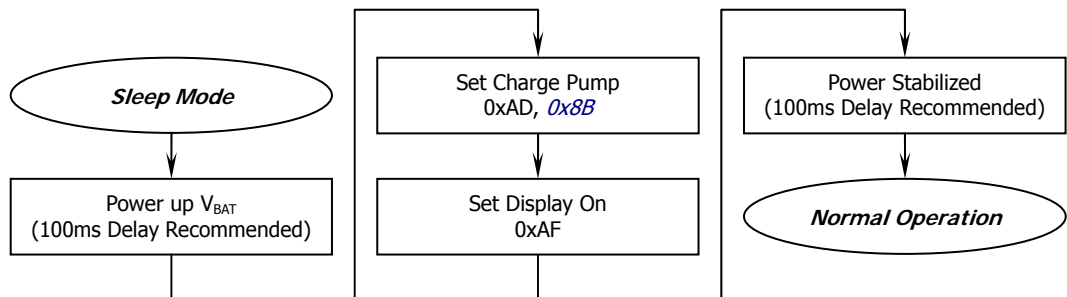 Sleep Mode
Power up VBAT
(100ms Delay Recommended)
Set Charge Pump
0xAD, 0x8B
Set Display On
0xAF
Power Stabilized
(100ms Delay Recommended)
Normal Operation